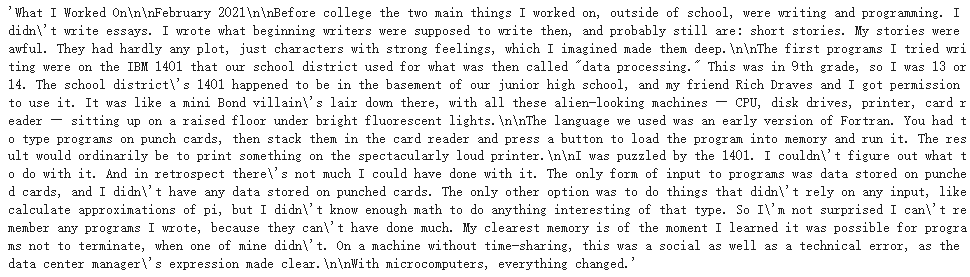 'What I Worked On\n\nFebruary 2021\n\nBefore college the two main things I worked on, outside of school, were writing and programming. I
didn\'t write essays. I wrote what beginning writers were supposed to write then, and probably still are: short stories. My stories were
awful. They had hardly any plot, just characters with strong feelings, which I imagined made them deep.\n\nThe first programs I tried wri
ting were on the IBM 1401 that our school district used for what was then called "data processing." This was in 9th grade, so I was 13 or
14. The school district\'s 1401 happened to be in the basement of our junior high school, and my friend Rich Draves and I got permission
to use it. It was like a mini Bond villain\'s lair down there, with all these alien-looking machines — CPU, disk drives, printer, card r
eader — sitting up on a raised floor under bright fluorescent lights.\n\nThe language we used was an early version of Fortran. You had t
o type programs on punch cards, then stack them in the card reader and press a button to load the program into memory and run it. The res
ult would ordinarily be to print something on the spectacularly loud printer.\n\nI was puzzled by the 1401. I couldn\'t figure out what t
o do with it. And in retrospect there\'s not much I could have done with it. The only form of input to programs was data stored on punche
d cards, and I didn\'t have any data stored on punched cards. The only other option was to do things that didn\'t rely on any input, like
calculate approximations of pi, but I didn\'t know enough math to do anything interesting of that type. So I\'m not surprised I can\'t re
member any programs I wrote, because they can\'t have done much. My clearest memory is of the moment I learned it was possible for progra
ms not to terminate, when one of mine didn\'t. On a machine without time-sharing, this was a social as well as a technical error, as the
data center manager\'s expression made clear.\n\nWith microcomputers, everything changed.'